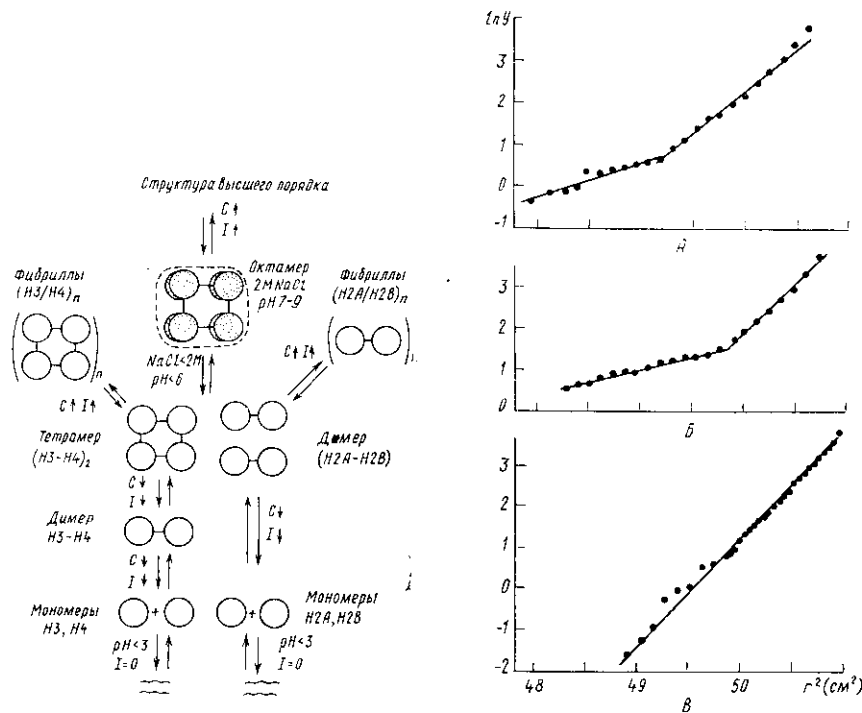 Структура высшего порядка
C↑
I↑
Фибриллы
(H3/H4)n
Октамер
2M NaCl
pH 7-9
Фибриллы
(H2A/H2B)n
n
NaCl<2M
pH<6
C↑ I↑
C↑ I↑
Тетрамер
(H3-H4)2
Димер
(H2A-H2B)
C↓
I↓
Димер
H3-H4
C↓
I↓
C↓
I↓
Мономеры
H3, H4
+
+
Мономеры
H2A, H2B
pH<3
I=0
pH<3
I=0
lnY
3
2
1
0
-1
А
3
2
1
0
Б
3
2
1
0
-1
-2
48
49
50
r²(см²)
В